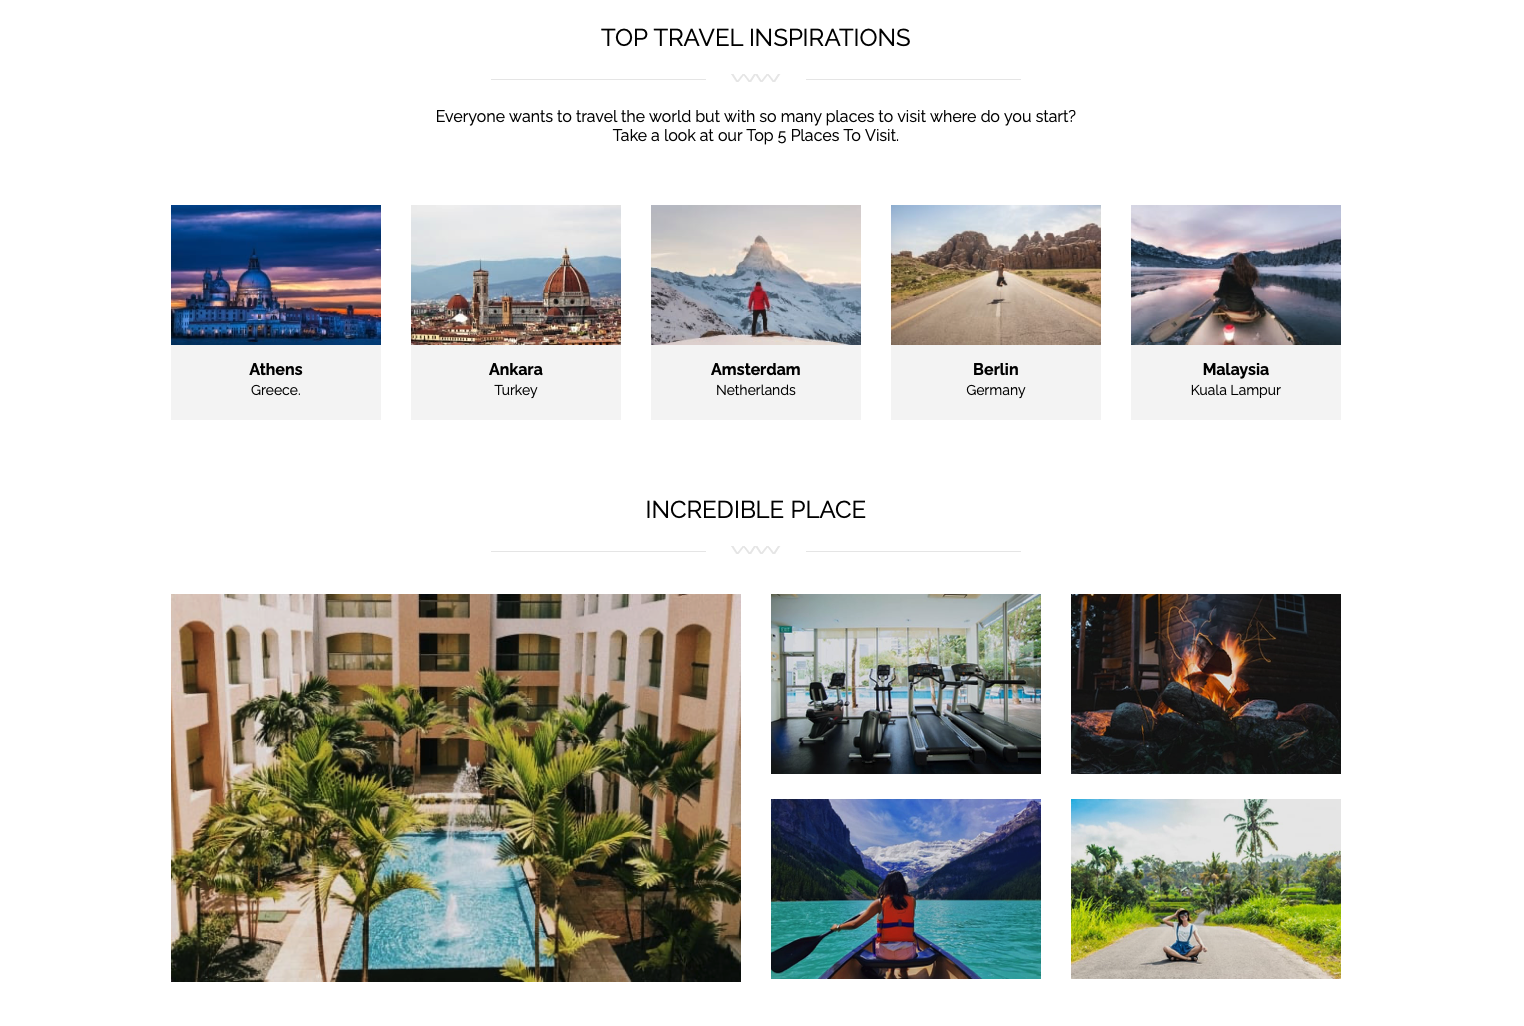 TOP TRAVEL INSPIRATIONS
Everyone wants to travel the world but with so many places to visit where do you start?
Take a look at our Top 5 Places To Visit.
Athens
Greece.
Ankara
Turkey
Amsterdam
Netherlands
Berlin
Germany
Malaysia
Kuala Lampur
INCREDIBLE PLACE